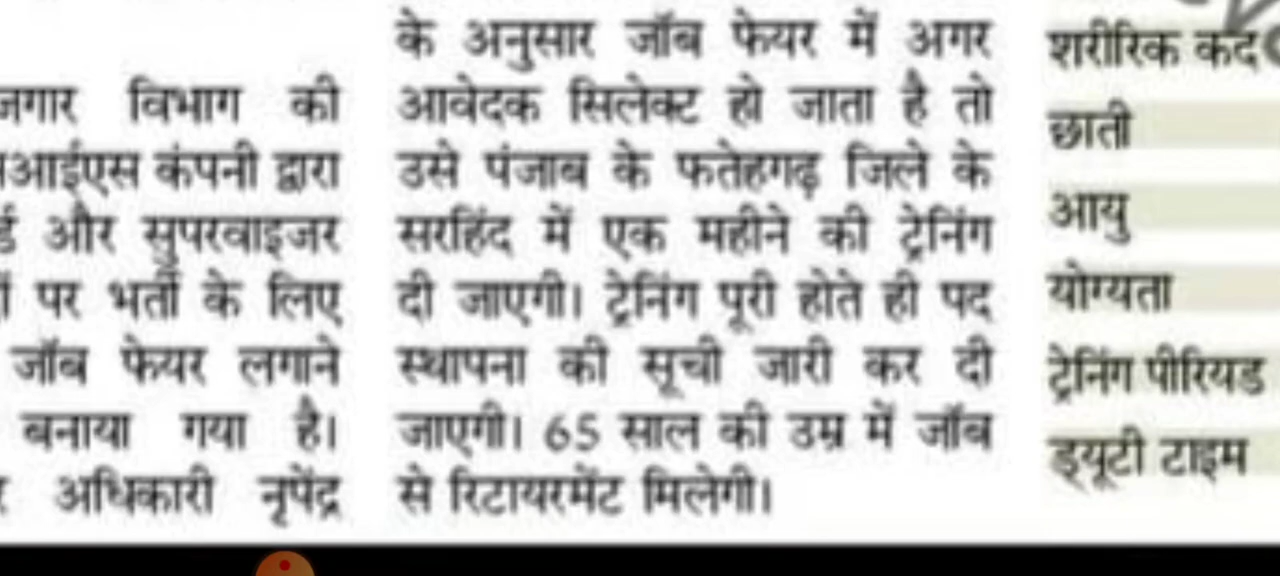 जगार विभाग की
आईएस कंपनी द्वारा
र्ड और सुपरवाइजर
पर भर्ती के लिए
जॉब फेयर लगाने
बनाया गया है।
अधिकारी नृपेंद्र
के अनुसार जॉब फेयर में अगर
आवेदक सिलेक्ट हो जाता है तो
उसे पंजाब के फतेहगढ़ जिले के
सरहिंद में एक महीने की ट्रेनिंग
दी जाएगी। ट्रेनिंग पूरी होते ही पद
स्थापना की सूची जारी कर दी
जाएगी। 65 साल की उम्र में जॉब
से रिटायरमेंट मिलेगी।
शरीरिक कद
छाती
आयु
योग्यता
ट्रेनिंग पीरियड
ड्यूटी टाइम